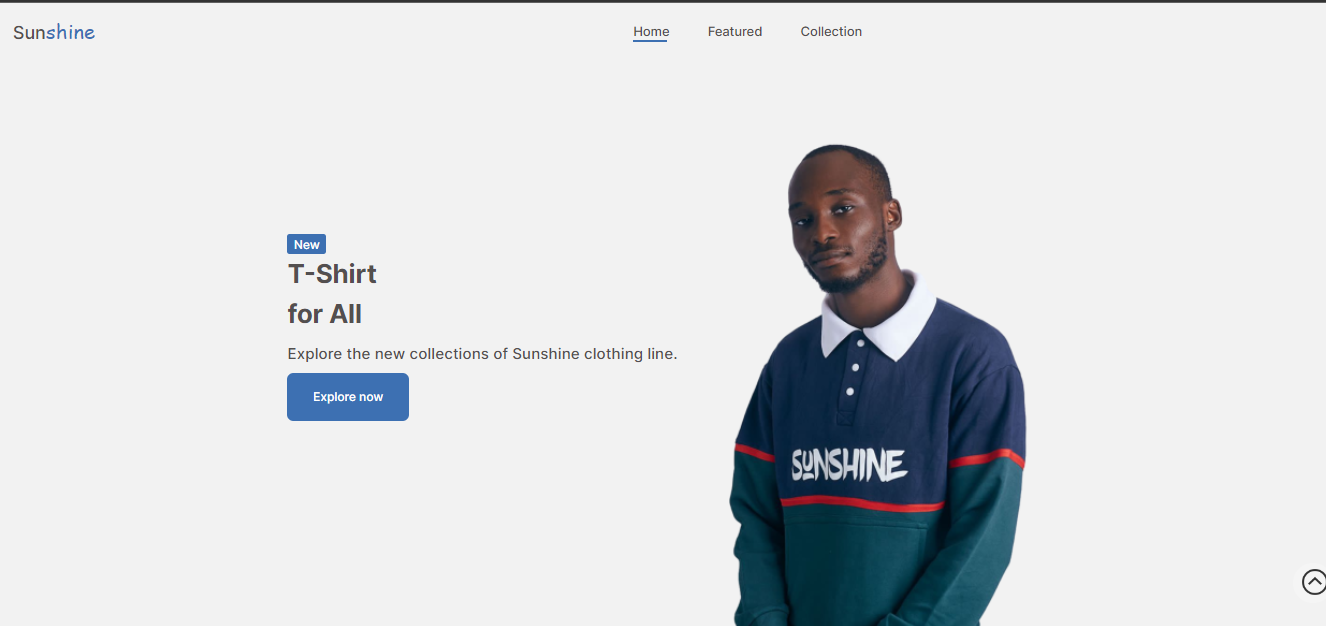 Sunshine
Home Featured Collection
New
T-Shirt
for All
Explore the new collections of Sunshine clothing line.
Explore now
SUNSHINE